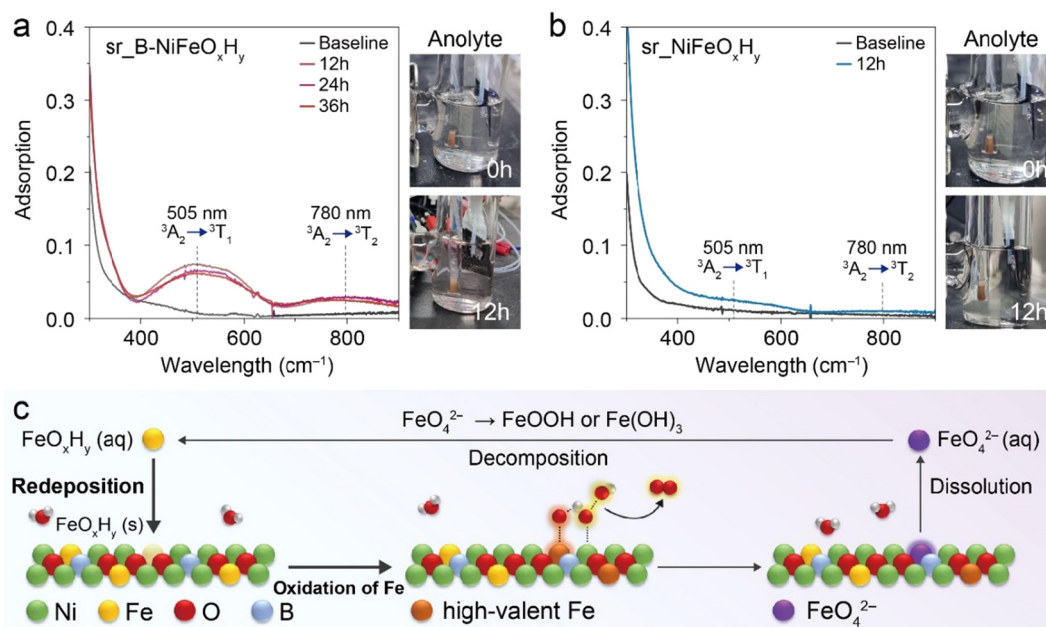 a
sr_B-NiFeOₓHᵧ
Baseline
12h
24h
36h
0.4
0.3
0.2
0.1
0.0
Adsorption
505 nm
³A₂ → ³T₁
780 nm
³A₂ → ³T₂
400 600 800
Wavelength (cm⁻¹)
Anolyte
0h
12h
b
sr_NiFeOₓHᵧ
Baseline
12h
0.4
0.3
0.2
0.1
0.0
Adsorption
505 nm
³A₂ → ³T₁
780 nm
³A₂ → ³T₂
400 600 800
Wavelength (cm⁻¹)
Anolyte
0h
12h
c
FeO₄²⁻ → FeOOH or Fe(OH)₃
FeOₓHᵧ (aq)
Decomposition
FeO₄²⁻ (aq)
Redeposition
Dissolution
FeOₓHᵧ (s)
Oxidation of Fe
Ni Fe O B high-valent Fe FeO₄²⁻